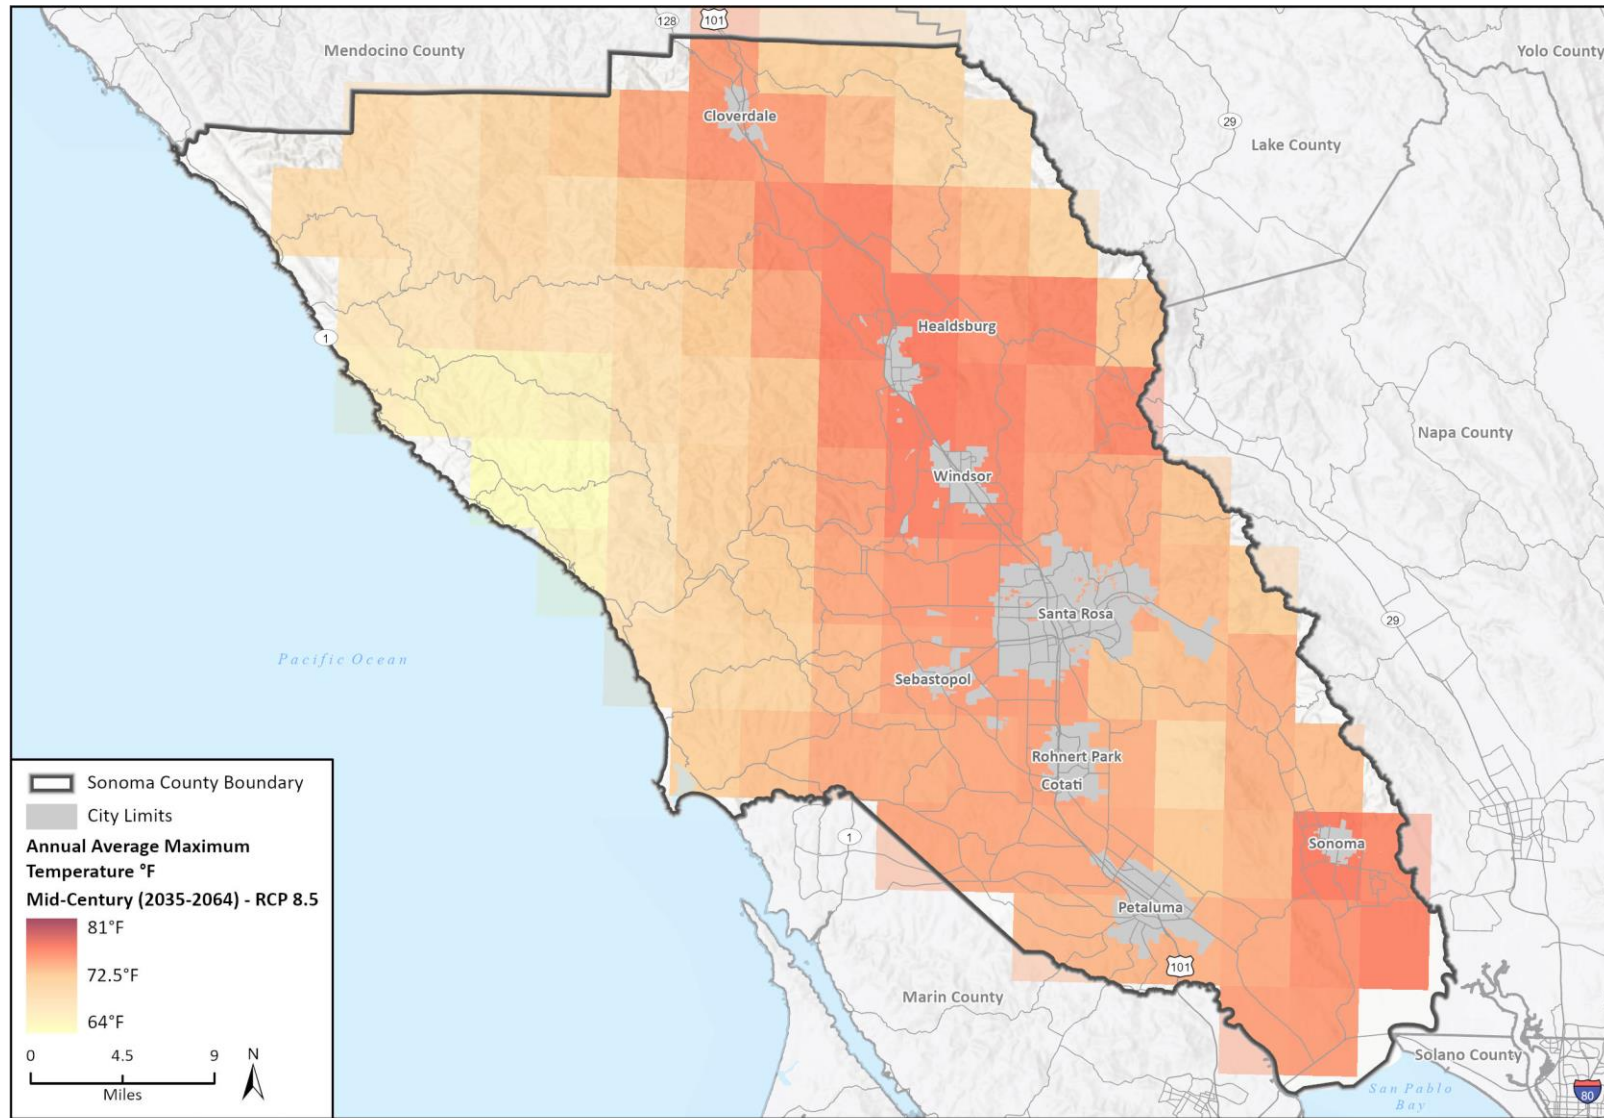 128
101
Mendocino County
Yolo County
Cloverdale
29
Lake County
Healdsburg
1
Napa County
Windsor
Santa Rosa
29
Pacific Ocean
Sebastopol
Rohnert Park
Cotati
1
Sonoma
Petaluma
101
Marin County
Solano County
San Pablo
Bay
80
Sonoma County Boundary
City Limits
Annual Average Maximum
Temperature °F
Mid-Century (2035-2064) - RCP 8.5
81°F
72.5°F
64°F
0 4.5 9
Miles
N